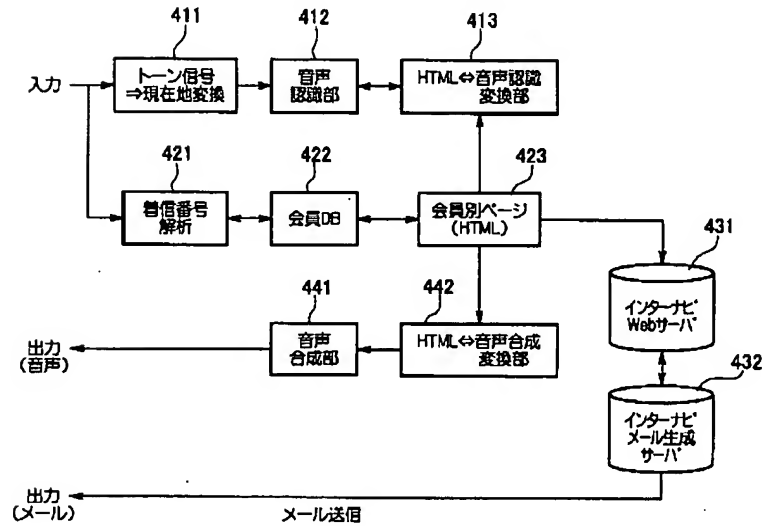 411
412
413
入力
トーン信号
⇒現在地変換
音声
認識部
HTML⇔音声認識
変換部
421
422
423
着信番号
解析
会員DB
会員別ページ
(HTML)
431
インターナビ
Webサーバ
441
442
出力
(音声)
音声
合成部
HTML⇔音声合成
変換部
432
インターナビ
メール生成
サーバ
出力
(メール)
メール送信